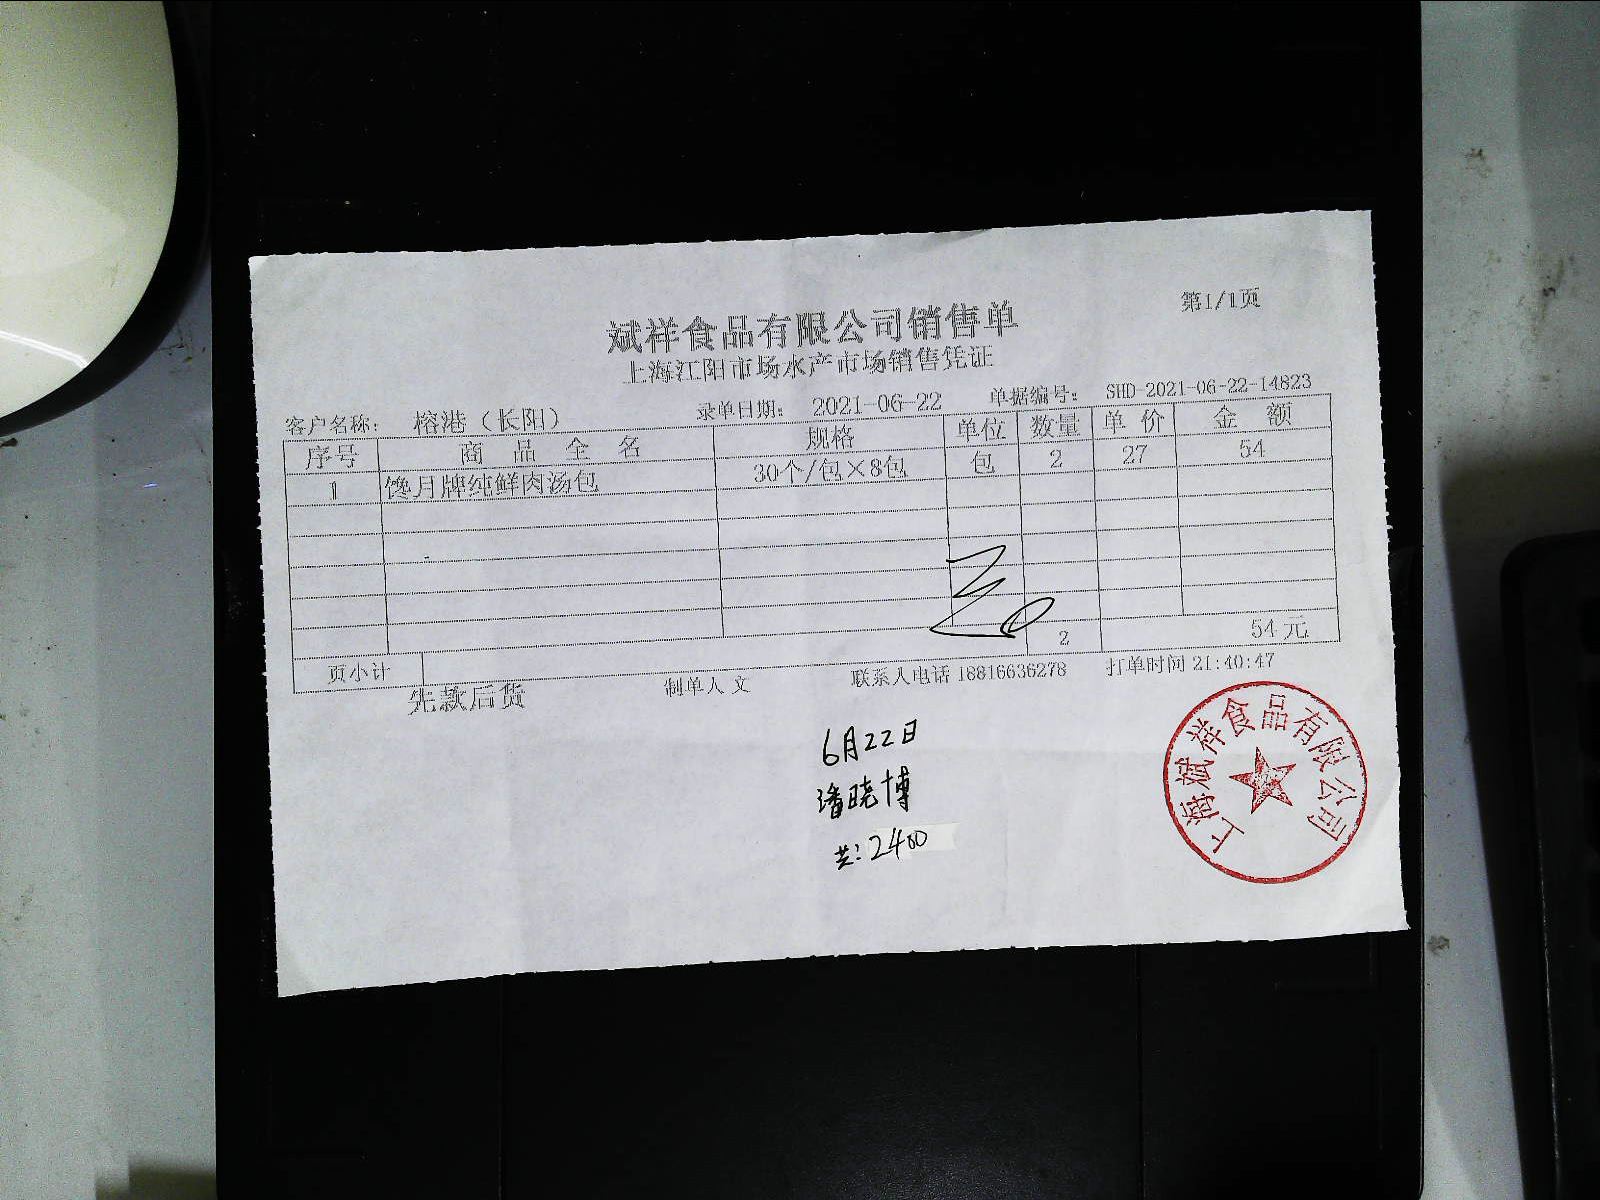 第1/1页
斌祥食品有限公司销售单
上海江阳市场水产市场销售凭证
客户名称: 榕港（长阳） 录单日期: 2021-06-22 单据编号: SHD-2021-06-22-14823
序号 商品全名 规格 单位 数量 单价 金额
1 馋月牌纯鲜肉汤包 30个/包×8包 包 2 27 54
页小计 2 54元
先款后货 制单人 文 联系人电话 18816636278 打单时间 21:40:47
6月22日
潘晓博
共:2400
上海斌祥食品有限公司